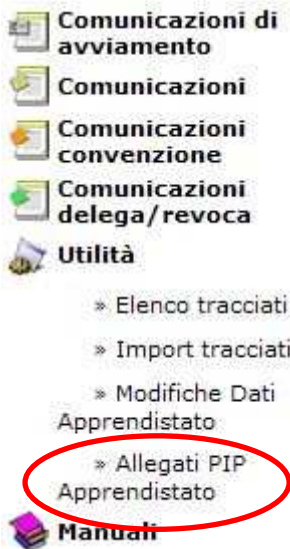 Comunicazioni di
avviamento
Comunicazioni
Comunicazioni
convenzione
Comunicazioni
delega/revoca
Utilità
» Elenco tracciati
» Import tracciati
» Modifiche Dati
Apprendistato
» Allegati PIP
Apprendistato
Manuali